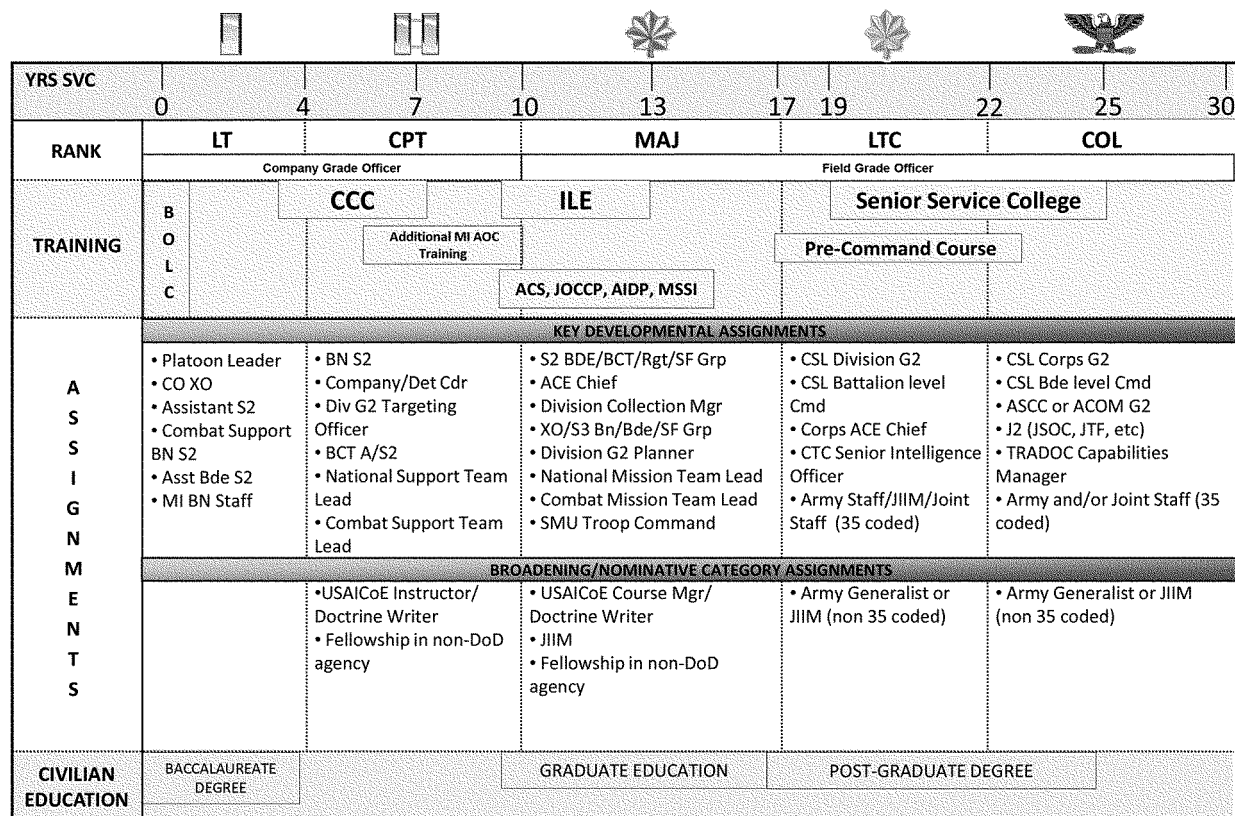 YRS SVC
0 4 7 10 13 17 19 22 25 30
RANK
LT CPT MAJ LTC COL
Company Grade Officer Field Grade Officer
TRAINING
B
O
L
C
CCC ILE Senior Service College
Additional MI AOC
Training
Pre-Command Course
ACS, JOCCP, AIDP, MSSI
A
S
S
I
G
N
M
E
N
T
S
KEY DEVELOPMENTAL ASSIGNMENTS
• Platoon Leader
• CO XO
• Assistant S2
• Combat Support
BN S2
• Asst Bde S2
• MI BN Staff
• BN S2
• Company/Det Cdr
• Div G2 Targeting
Officer
• BCT A/S2
• National Support Team
Lead
• Combat Support Team
Lead
• S2 BDE/BCT/Rgt/SF Grp
• ACE Chief
• Division Collection Mgr
• XO/S3 Bn/Bde/SF Grp
• Division G2 Planner
• National Mission Team Lead
• Combat Mission Team Lead
• SMU Troop Command
• CSL Division G2
• CSL Battalion level
Cmd
• Corps ACE Chief
• CTC Senior Intelligence
Officer
• Army Staff/JIIM/Joint
Staff (35 coded)
• CSL Corps G2
• CSL Bde level Cmd
• ASCC or ACOM G2
• J2 (JSOC, JTF, etc)
• TRADOC Capabilities
Manager
• Army and/or Joint Staff (35
coded)
BROADENING/NOMINATIVE CATEGORY ASSIGNMENTS
•USAICoE Instructor/
Doctrine Writer
• Fellowship in non-DoD
agency
• USAICoE Course Mgr/
Doctrine Writer
• JIIM
• Fellowship in non-DoD
agency
• Army Generalist or
JIIM (non 35 coded)
• Army Generalist or JIIM
(non 35 coded)
CIVILIAN
EDUCATION
BACCALAUREATE
DEGREE
GRADUATE EDUCATION
POST-GRADUATE DEGREE